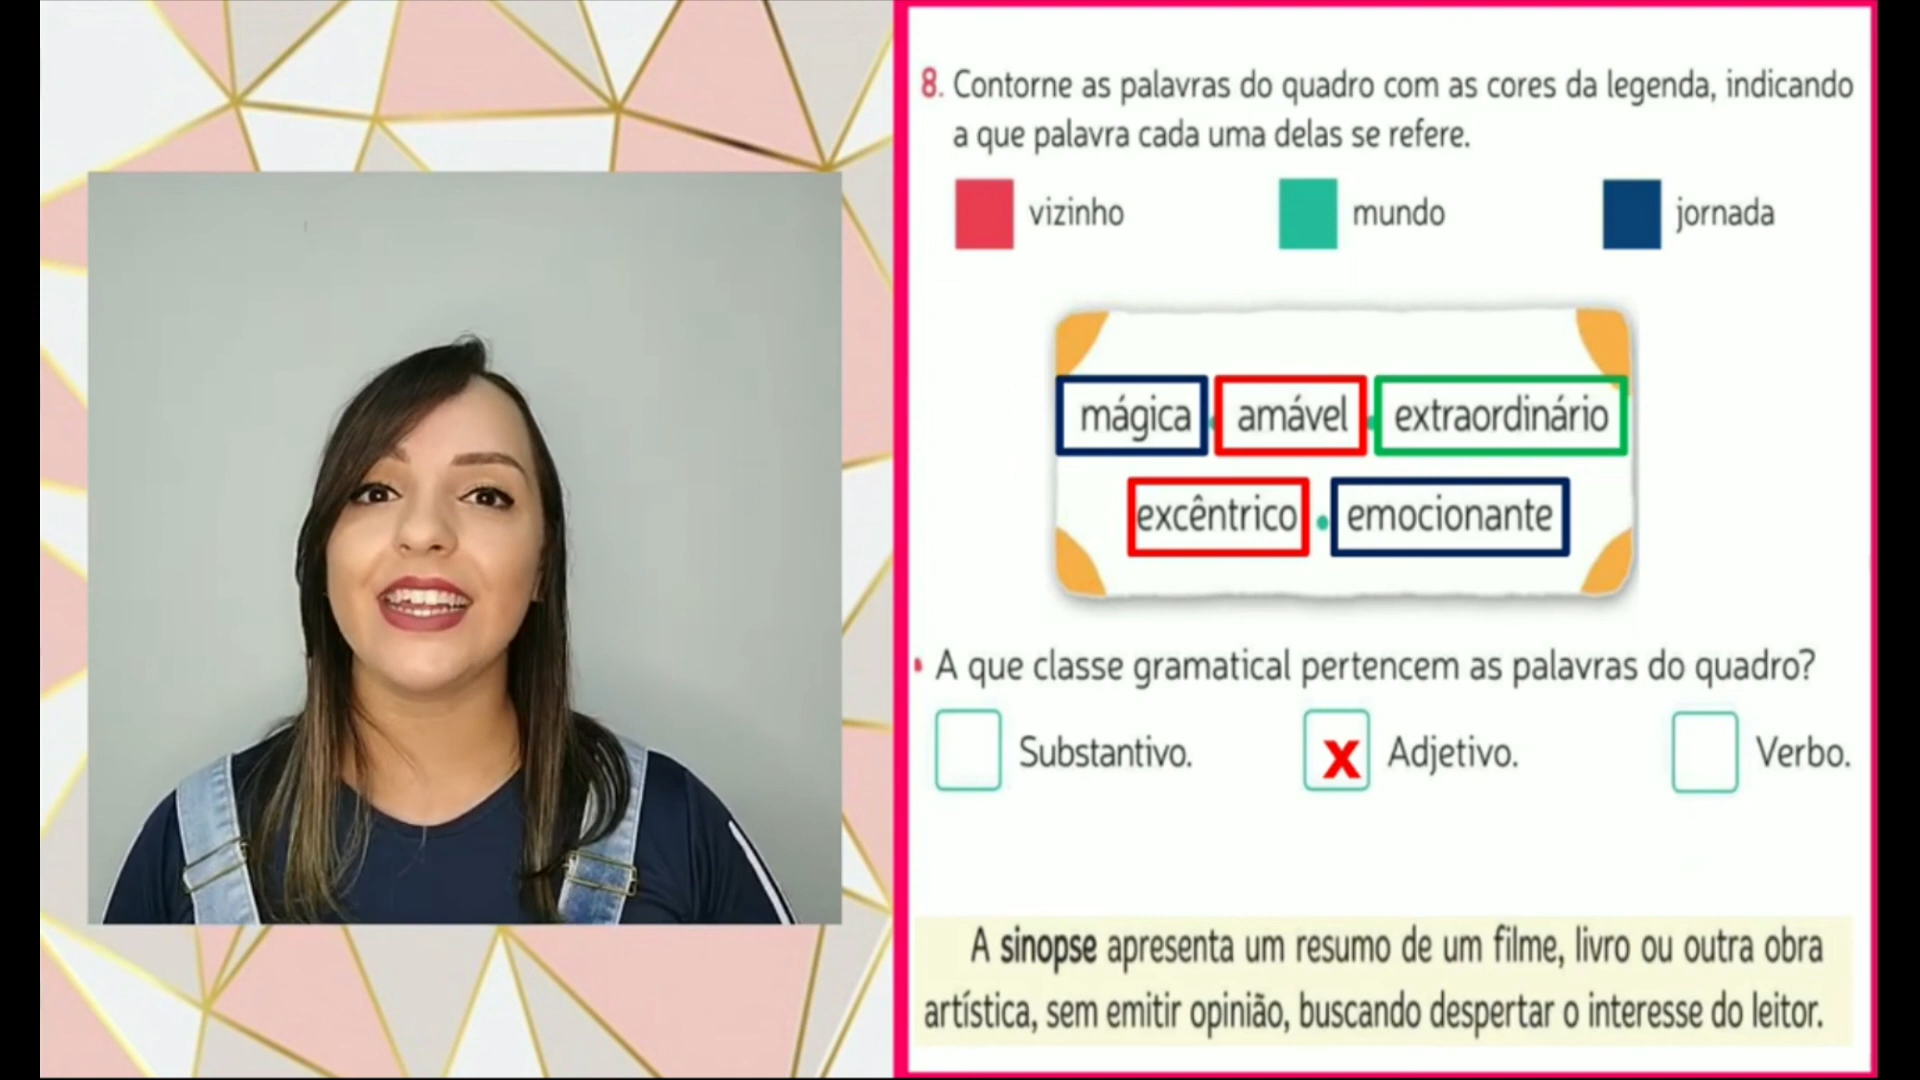 8. Contorne as palavras do quadro com as cores da legenda, indicando
a que palavra cada uma delas se refere.
vizinho mundo jornada
mágica amável extraordinário
excêntrico emocionante
A que classe gramatical pertencem as palavras do quadro?
Substantivo. x Adjetivo. Verbo.
A sinopse apresenta um resumo de um filme, livro ou outra obra
artística, sem emitir opinião, buscando despertar o interesse do leitor.